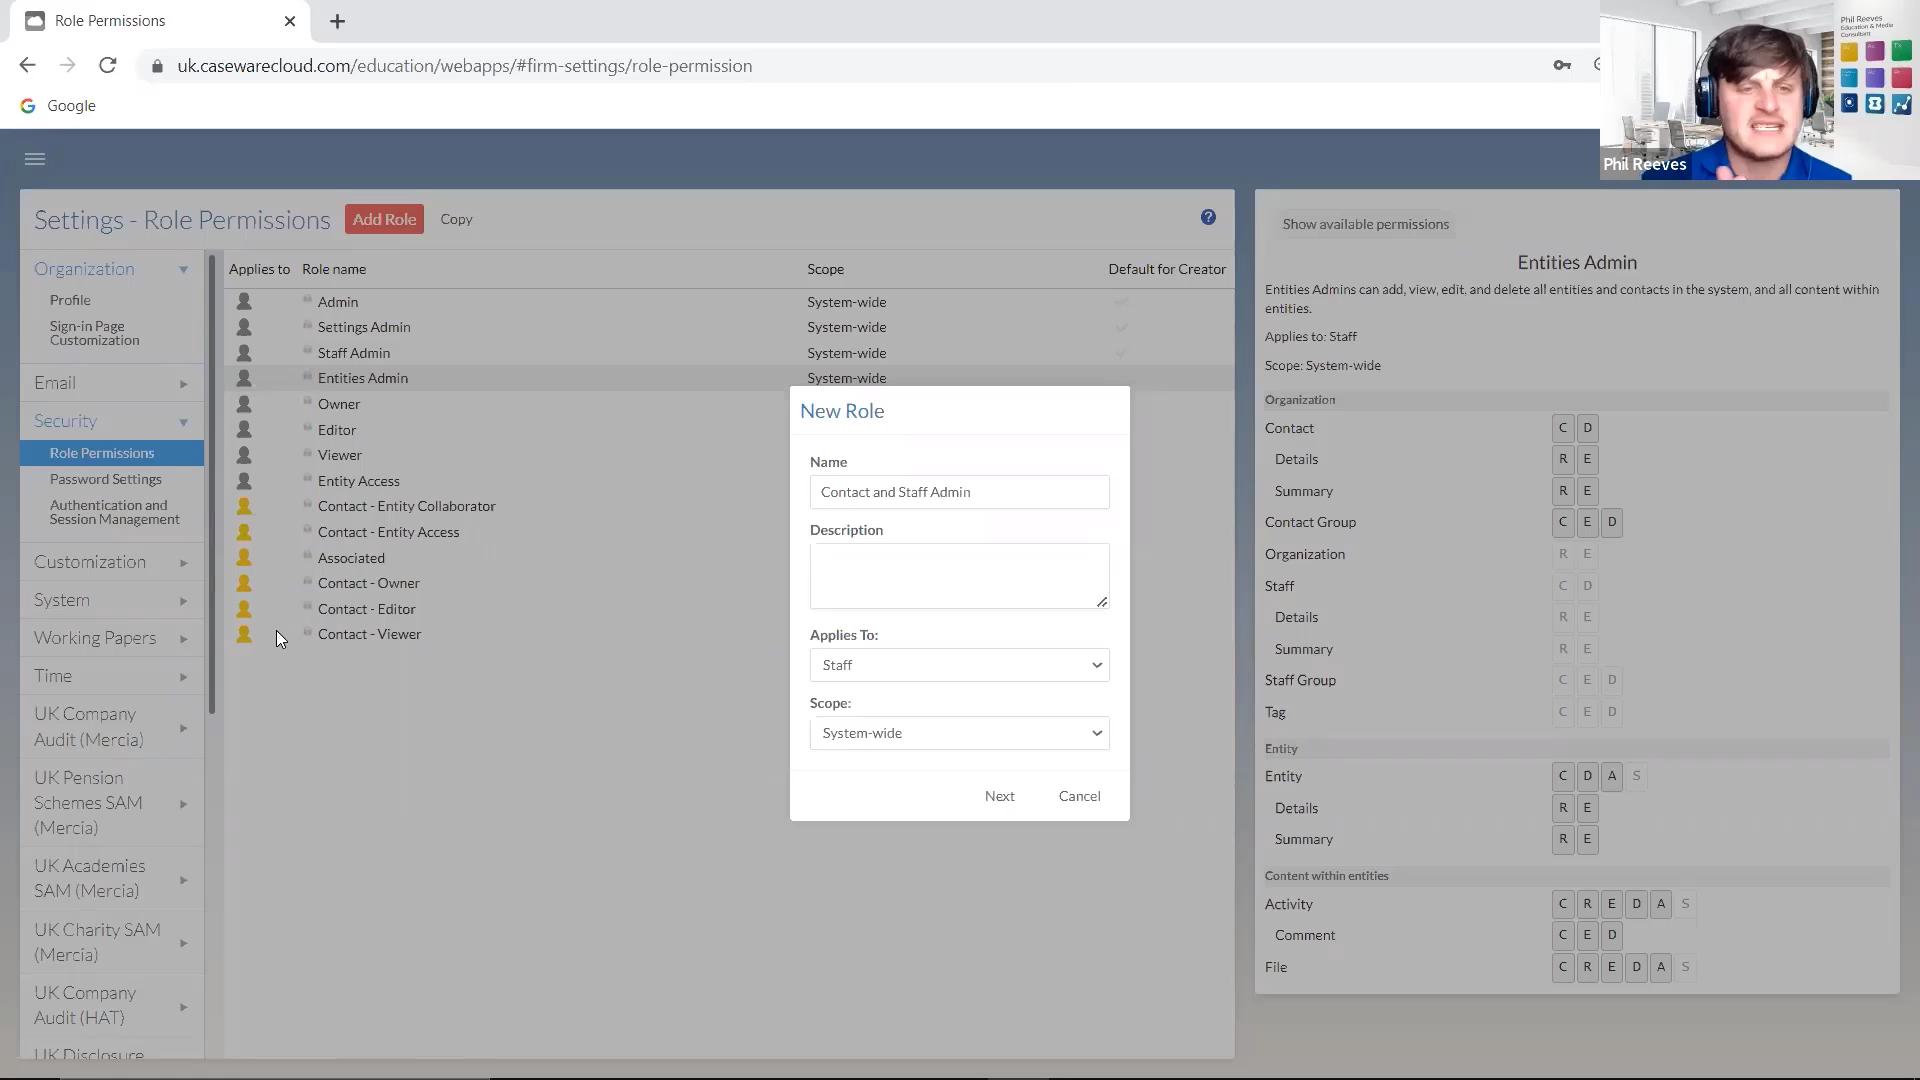 Role Permissions
uk.casewarecloud.com/education/webapps/#firm-settings/role-permission
Google
Phil Reeves
Education & Media
Consultant
Phil Reeves
Settings - Role Permissions
Add Role
Copy
Organization
Profile
Sign-in Page
Customization
Email
Security
Role Permissions
Password Settings
Authentication and
Session Management
Customization
System
Working Papers
Time
UK Company
Audit (Mercia)
UK Pension
Schemes SAM
(Mercia)
UK Academies
SAM (Mercia)
UK Charity SAM
(Mercia)
UK Company
Audit (HAT)
UK Disclosure
Applies to Role name Scope Default for Creator
Admin System-wide
Settings Admin System-wide
Staff Admin System-wide
Entities Admin System-wide
Owner
Editor
Viewer
Entity Access
Contact - Entity Collaborator
Contact - Entity Access
Associated
Contact - Owner
Contact - Editor
Contact - Viewer
New Role
Name
Contact and Staff Admin
Description
Applies To:
Staff
Scope:
System-wide
Next Cancel
Show available permissions
Entities Admin
Entities Admins can add, view, edit, and delete all entities and contacts in the system, and all content within
entities.
Applies to: Staff
Scope: System-wide
Organization
Contact C D
Details R E
Summary R E
Contact Group C E D
Organization R E
Staff C D
Details R E
Summary R E
Staff Group C E D
Tag C E D
Entity
Entity C D A S
Details R E
Summary R E
Content within entities
Activity C R E D A S
Comment C E D
File C R E D A S